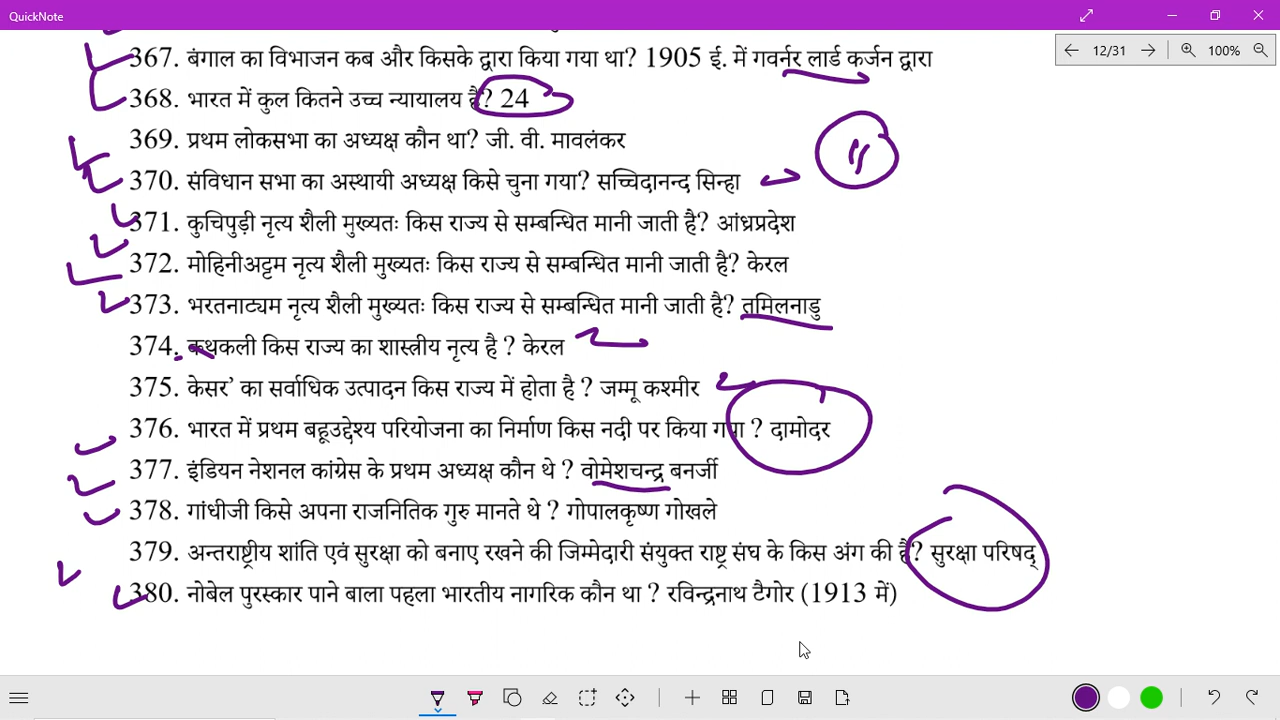 QuickNote
12/31 100%
367. बंगाल का विभाजन कब और किसके द्वारा किया गया था? 1905 ई. में गवर्नर लार्ड कर्जन द्वारा
368. भारत में कुल कितने उच्च न्यायालय है? 24
369. प्रथम लोकसभा का अध्यक्ष कौन था? जी. वी. मावलंकर
370. संविधान सभा का अस्थायी अध्यक्ष किसे चुना गया? सच्चिदानन्द सिन्हा
371. कुचिपुड़ी नृत्य शैली मुख्यतः किस राज्य से सम्बन्धित मानी जाती है? आंध्रप्रदेश
372. मोहिनीअट्टम नृत्य शैली मुख्यतः किस राज्य से सम्बन्धित मानी जाती है? केरल
373. भरतनाट्यम नृत्य शैली मुख्यतः किस राज्य से सम्बन्धित मानी जाती है? तमिलनाडु
374. कथकली किस राज्य का शास्त्रीय नृत्य है ? केरल
375. केसर’ का सर्वाधिक उत्पादन किस राज्य में होता है ? जम्मू कश्मीर
376. भारत में प्रथम बहूउद्देश्य परियोजना का निर्माण किस नदी पर किया गया ? दामोदर
377. इंडियन नेशनल कांग्रेस के प्रथम अध्यक्ष कौन थे ? वोमेशचन्द्र बनर्जी
378. गांधीजी किसे अपना राजनितिक गुरु मानते थे ? गोपालकृष्ण गोखले
379. अन्तराष्ट्रीय शांति एवं सुरक्षा को बनाए रखने की जिम्मेदारी संयुक्त राष्ट्र संघ के किस अंग की है? सुरक्षा परिषद्
380. नोबेल पुरस्कार पाने बाला पहला भारतीय नागरिक कौन था ? रविन्द्रनाथ टैगोर (1913 में)